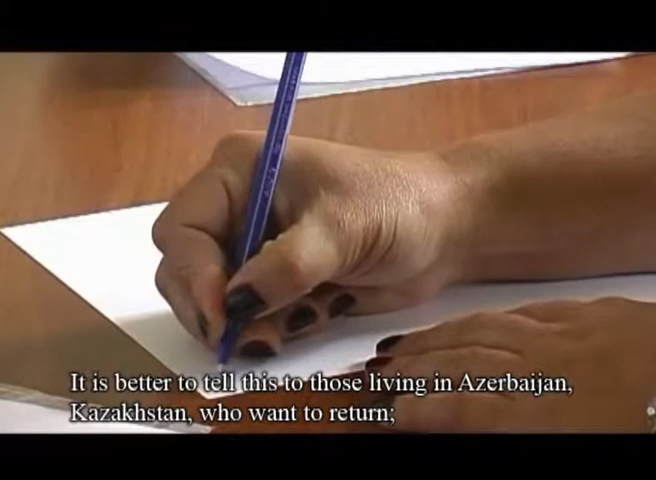 It is better to tell this to those living in Azerbaijan,
Kazakhstan, who want to return;